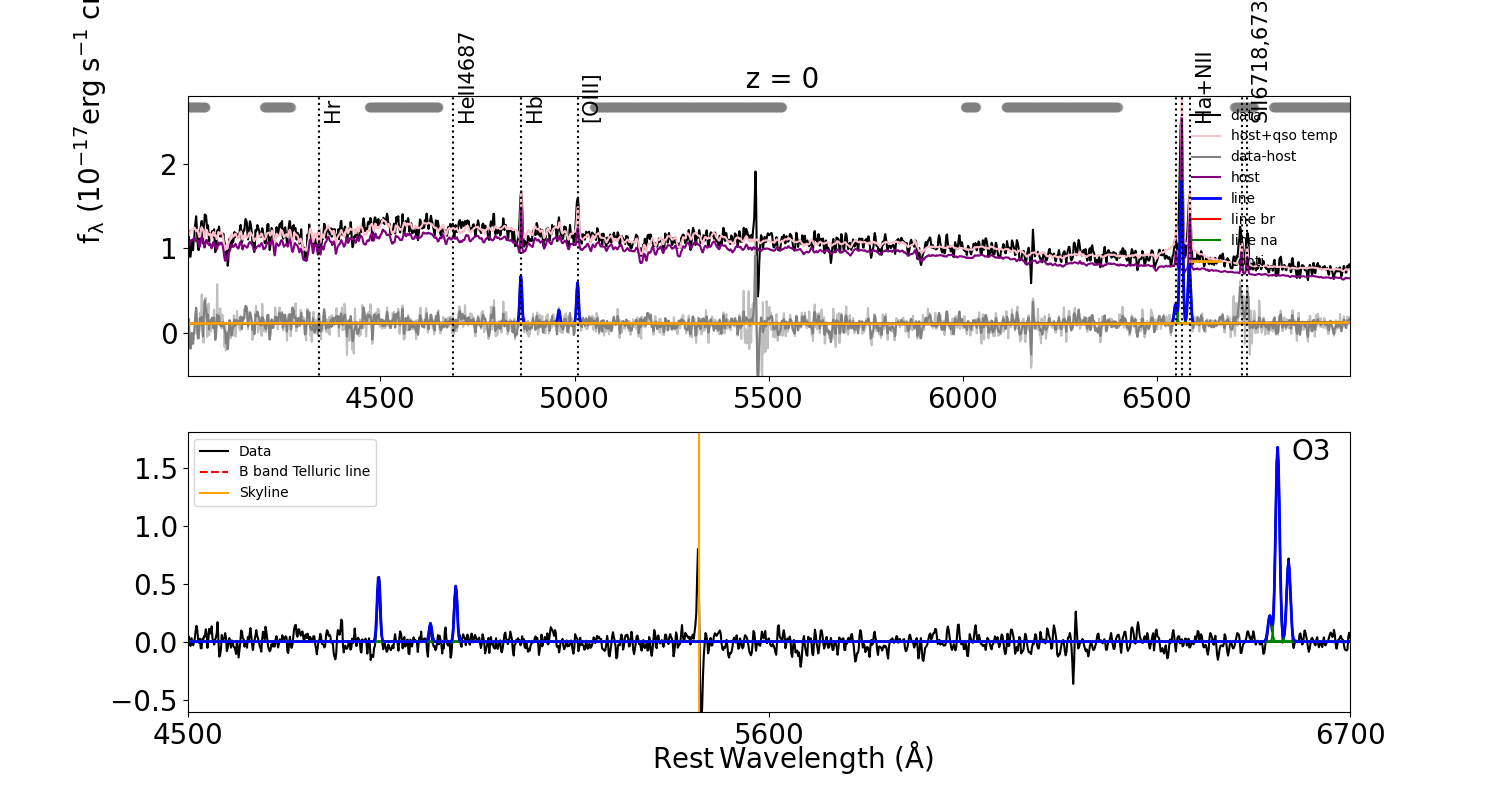 z = 0
f_λ (10⁻¹⁷erg s⁻¹
Hr
HeII4687
Hb
[OIII]
Ha+NII
SII6718,673
data
host+qso temp
data-host
host
line
line br
line na
conti
2
1
0
4500
5000
5500
6000
6500
Data
B band Telluric line
Skyline
O3
1.5
1.0
0.5
0.0
−0.5
4500
5600
6700
Rest Wavelength (Å)